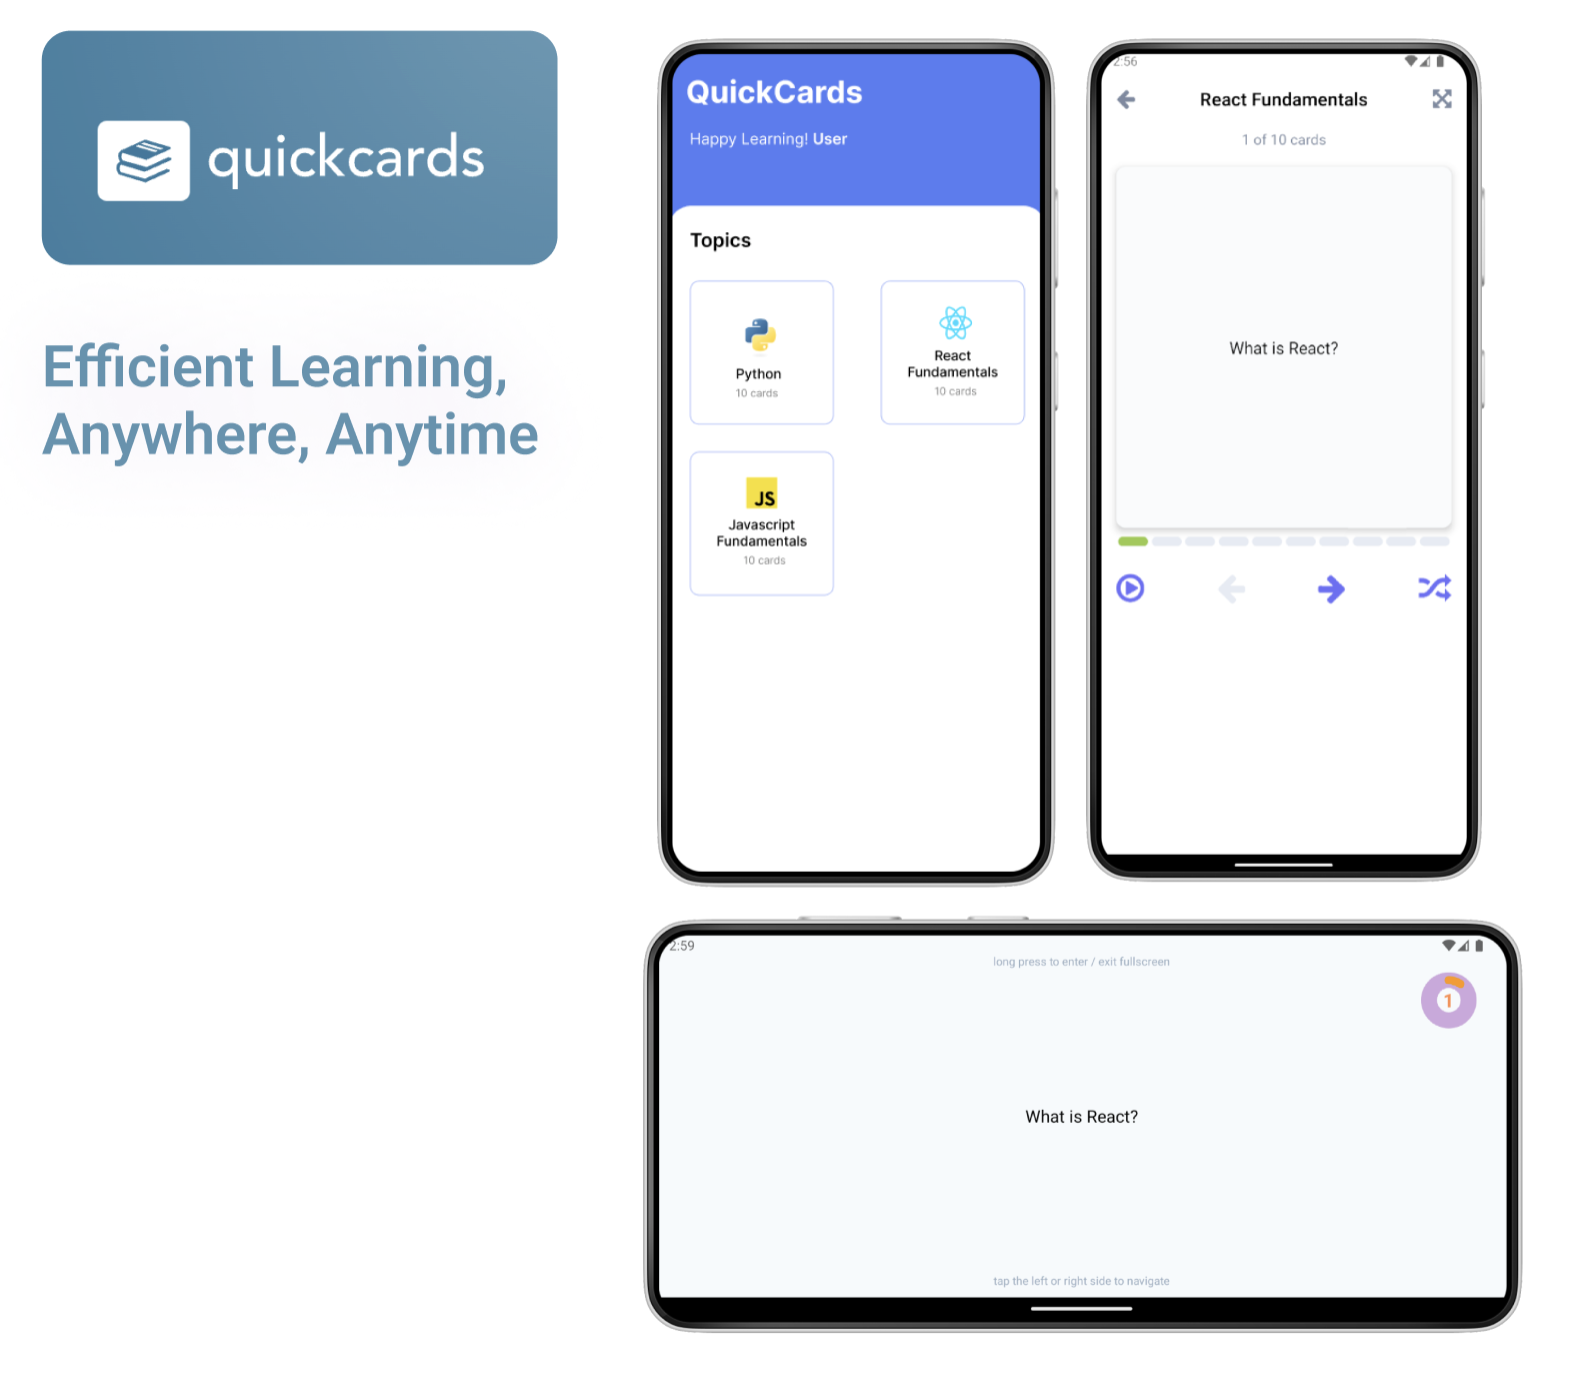 quickcards
Efficient Learning,
Anywhere, Anytime
QuickCards
Happy Learning! User
Topics
Python
10 cards
React
Fundamentals
10 cards
JS
Javascript
Fundamentals
10 cards
2:56
React Fundamentals
1 of 10 cards
What is React?
2:59
long press to enter / exit fullscreen
1
What is React?
tap the left or right side to navigate